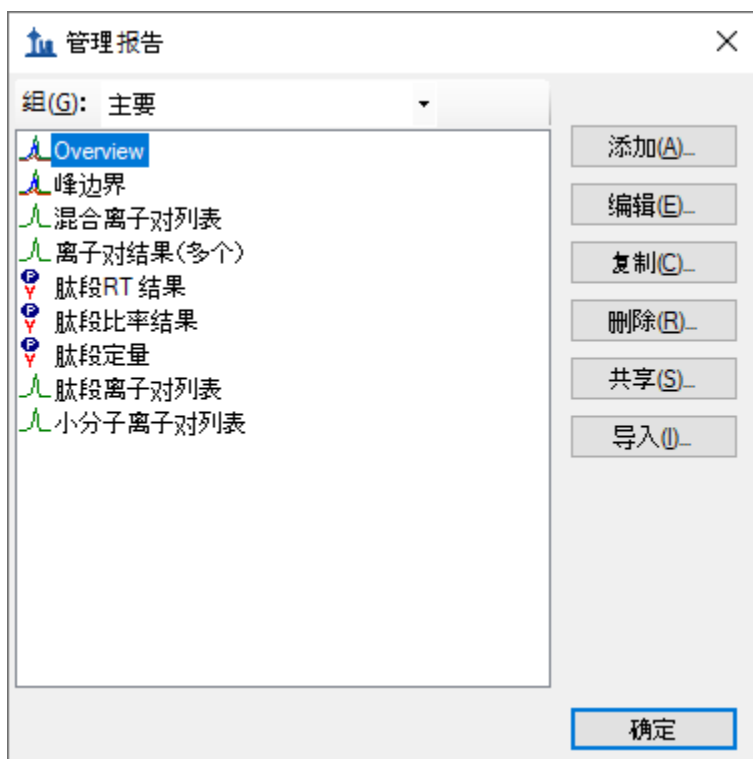 管理报告
组(G): 主要
Overview
峰边界
混合离子对列表
离子对结果(多个)
肽段RT 结果
肽段比率结果
肽段定量
肽段离子对列表
小分子离子对列表
添加(A)...
编辑(E)...
复制(C)...
删除(R)...
共享(S)...
导入(I)...
确定